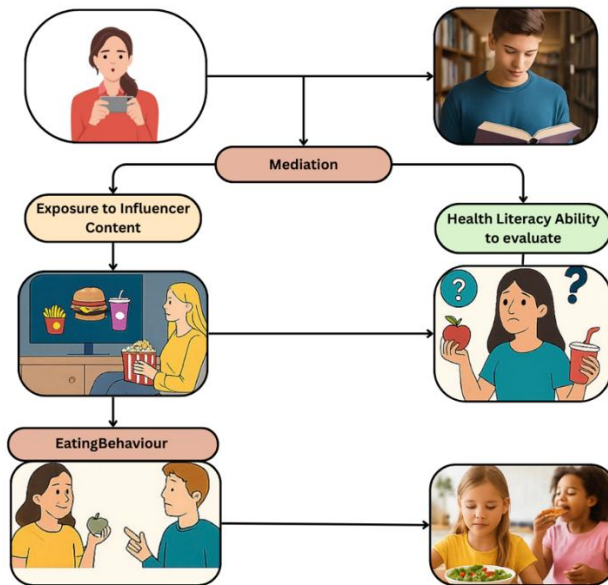 Mediation
Exposure to Influencer
Content
Health Literacy Ability
to evaluate
?
?
EatingBehaviour